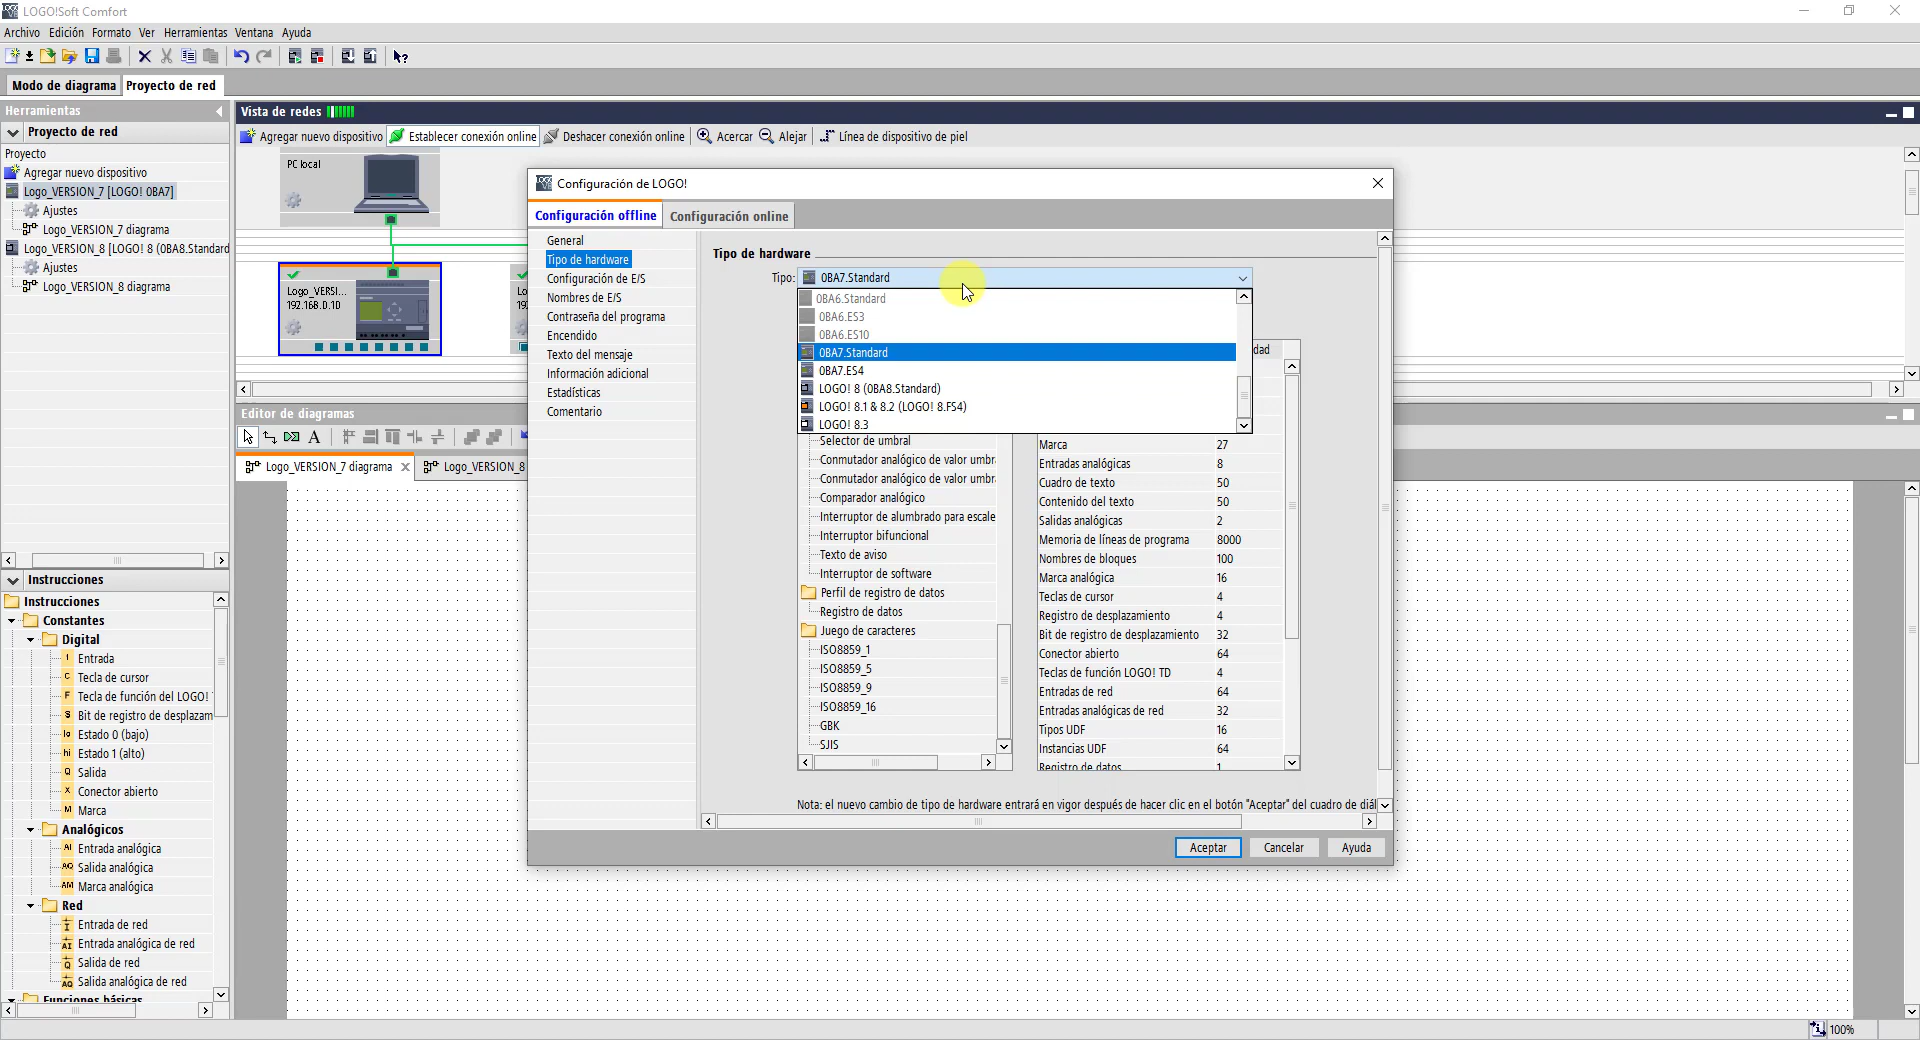 LOGO!Soft Comfort
Archivo Edición Formato Ver Herramientas Ventana Ayuda
Modo de diagrama Proyecto de red
Herramientas
Proyecto de red
Proyecto
Agregar nuevo dispositivo
Logo_VERSION_7 [LOGO! 0BA7]
Ajustes
Logo_VERSION_7 diagrama
Logo_VERSION_8 [LOGO! 8 (0BA8.Standard
Ajustes
Logo_VERSION_8 diagrama
Instrucciones
Instrucciones
Constantes
Digital
I Entrada
C Tecla de cursor
F Tecla de función del LOGO!
S Bit de registro de desplazam
lo Estado 0 (bajo)
hi Estado 1 (alto)
Q Salida
X Conector abierto
M Marca
Analógicos
AI Entrada analógica
AQ Salida analógica
AM Marca analógica
Red
I Entrada de red
AI Entrada analógica de red
Q Salida de red
AQ Salida analógica de red
Funciones básicas
Vista de redes
Agregar nuevo dispositivo Establecer conexión online Deshacer conexión online Acercar Alejar Línea de dispositivo de piel
PC local
Logo_VERSI...
192.168.0.10
Lo
Editor de diagramas
Logo_VERSION_7 diagrama Logo_VERSION_8
Configuración de LOGO!
Configuración offline Configuración online
General
Tipo de hardware
Configuración de E/S
Nombres de E/S
Contraseña del programa
Encendido
Texto del mensaje
Información adicional
Estadísticas
Comentario
Tipo de hardware
Tipo: 0BA7.Standard
0BA6.Standard
0BA6.ES3
0BA6.ES10
0BA7.Standard
0BA7.ES4
LOGO! 8 (0BA8.Standard)
LOGO! 8.1 & 8.2 (LOGO! 8.FS4)
LOGO! 8.3
Selector de umbral
Conmutador analógico de valor umbr
Conmutador analógico de valor umbr
Comparador analógico
Interruptor de alumbrado para escale
Interruptor bifuncional
Texto de aviso
Interruptor de software
Perfil de registro de datos
Registro de datos
Juego de caracteres
ISO8859_1
ISO8859_5
ISO8859_9
ISO8859_16
GBK
SJIS
dad
Marca 27
Entradas analógicas 8
Cuadro de texto 50
Contenido del texto 50
Salidas analógicas 2
Memoria de líneas de programa 8000
Nombres de bloques 100
Marca analógica 16
Teclas de cursor 4
Registro de desplazamiento 4
Bit de registro de desplazamiento 32
Conector abierto 64
Teclas de función LOGO! TD 4
Entradas de red 64
Entradas analógicas de red 32
Tipos UDF 16
Instancias UDF 64
Registro de datos 1
Nota: el nuevo cambio de tipo de hardware entrará en vigor después de hacer clic en el botón "Aceptar" del cuadro de diál
Aceptar Cancelar Ayuda
100%